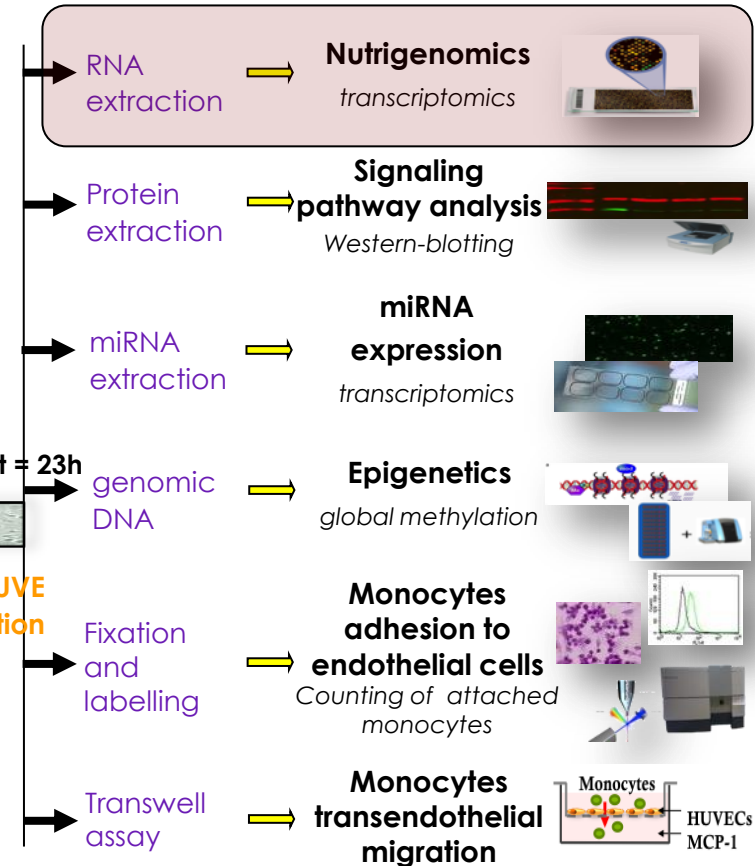 RNA
extraction
Nutrigenomics
transcriptomics
Protein
extraction
Signaling
pathway analysis
Western-blotting
miRNA
extraction
miRNA
expression
transcriptomics
t = 23h
genomic
DNA
Epigenetics
global methylation
UVE
tion
Fixation
and
labelling
Monocytes
adhesion to
endothelial cells
Counting of attached
monocytes
Transwell
assay
Monocytes
transendothelial
migration
Monocytes
HUVECs
MCP-1